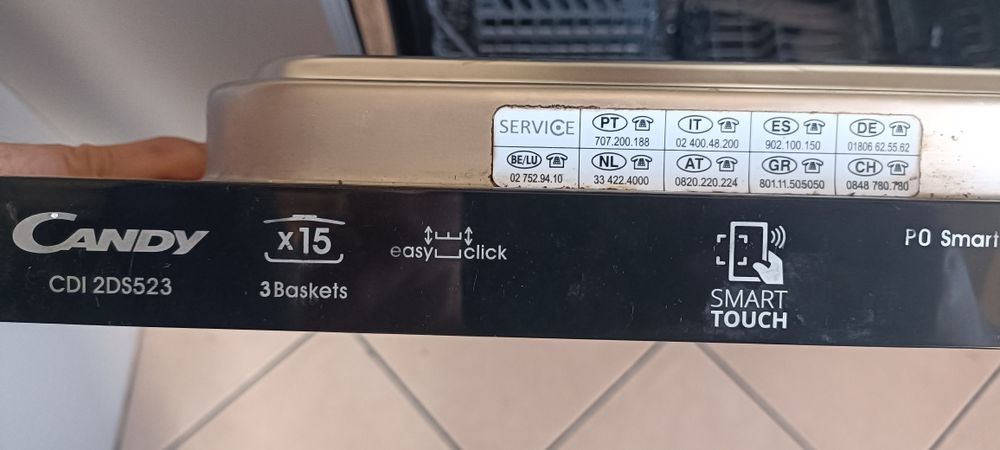 SERVICE
PT IT ES DE
707.200.188 02 400.48.200 902.100.150 01806 62.55.62
BE/LU NL AT GR CH
02 752.94.10 33 422.4000 0820.220.224 801.11.505050 0848 780.780
CANDY
CDI 2DS523
x15
3Baskets
easy click
SMART
TOUCH
P0 Smart